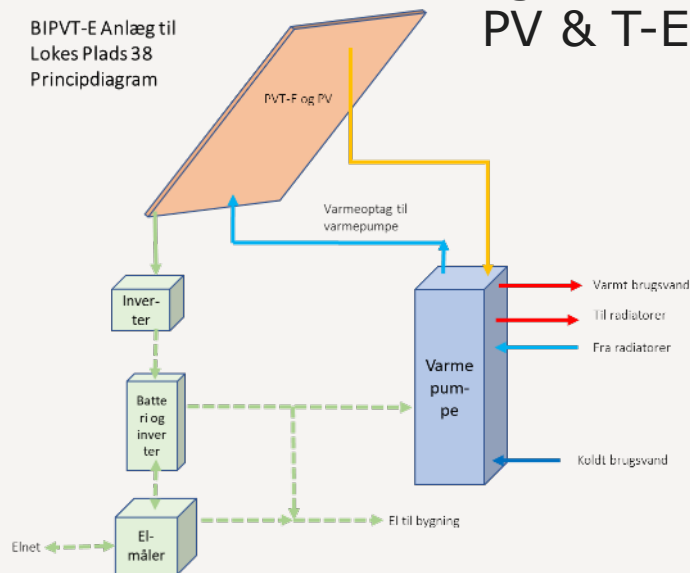 BIPVT-E Anlæg til
Lokes Plads 38
Principdiagram
PV & T-E
PVT-E og PV
Varmeoptag til
varmepumpe
Inver-
ter
Varmt brugsvand
Til radiatorer
Fra radiatorer
Varme
pum-
pe
Batte
ri og
inver
ter
Koldt brugsvand
El til bygning
Elnet
El-
måler